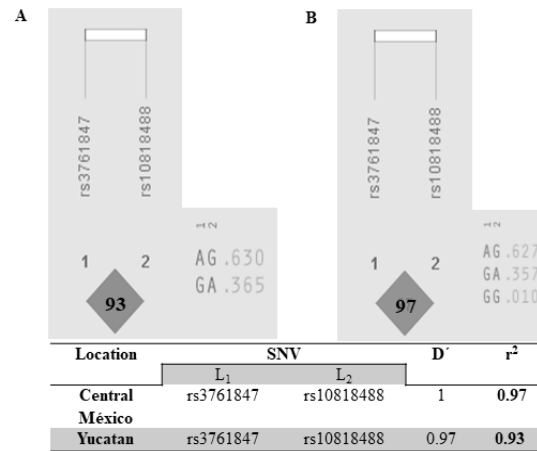 A
rs3761847
rs10818488
1 2
93
1 2
AG .630
GA .365
B
rs3761847
rs10818488
1 2
97
1 2
AG .627
GA .357
GG .010
Location SNV D´ r²
L₁ L₂
Central México rs3761847 rs10818488 1 0.97
Yucatan rs3761847 rs10818488 0.97 0.93